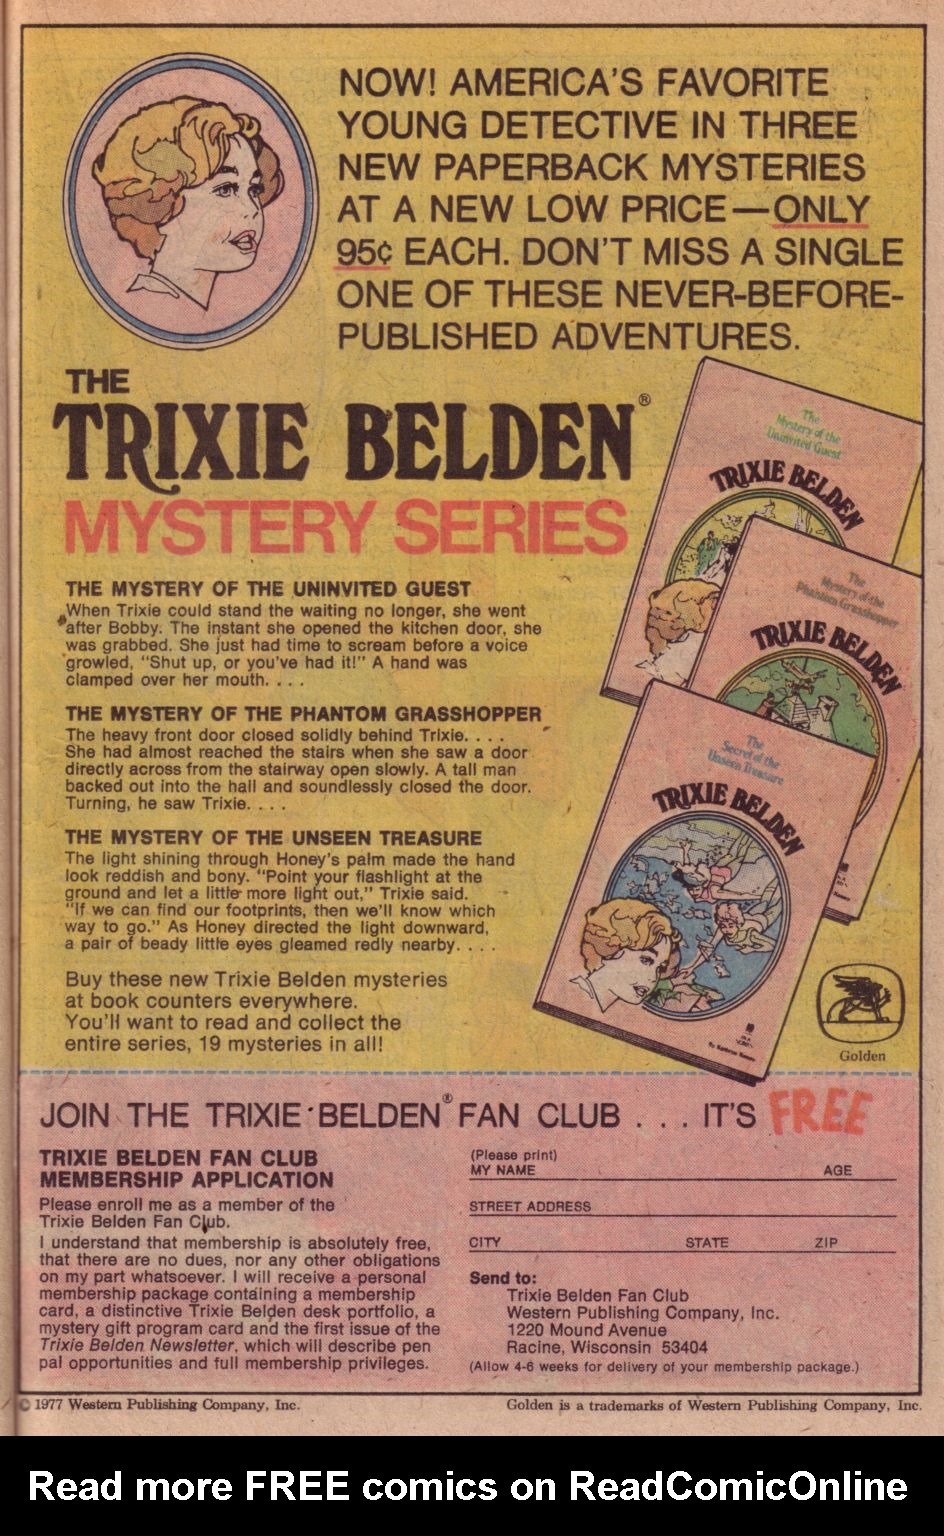 NOW! AMERICA'S FAVORITE
YOUNG DETECTIVE IN THREE
NEW PAPERBACK MYSTERIES
AT A NEW LOW PRICE—ONLY
95¢ EACH. DON'T MISS A SINGLE
ONE OF THESE NEVER-BEFORE-
PUBLISHED ADVENTURES.
THE
TRIXIE BELDEN®
MYSTERY SERIES
THE MYSTERY OF THE UNINVITED GUEST
When Trixie could stand the waiting no longer, she went
after Bobby. The instant she opened the kitchen door, she
was grabbed. She just had time to scream before a voice
growled, "Shut up, or you've had it!" A hand was
clamped over her mouth. . . .
THE MYSTERY OF THE PHANTOM GRASSHOPPER
The heavy front door closed solidly behind Trixie. . . .
She had almost reached the stairs when she saw a door
directly across from the stairway open slowly. A tall man
backed out into the hall and soundlessly closed the door.
Turning, he saw Trixie. . . .
THE MYSTERY OF THE UNSEEN TREASURE
The light shining through Honey's palm made the hand
look reddish and bony. "Point your flashlight at the
ground and let a little more light out," Trixie said.
"If we can find our footprints, then we'll know which
way to go." As Honey directed the light downward,
a pair of beady little eyes gleamed redly nearby. . . .
Buy these new Trixie Belden mysteries
at book counters everywhere.
You'll want to read and collect the
entire series, 19 mysteries in all!
The
Mystery of the
Uninvited Guest
TRIXIE BELDEN
The
Mystery of the
Phantom Grasshopper
TRIXIE BELDEN
The
Secret of the
Unseen Treasure
TRIXIE BELDEN
Golden
JOIN THE TRIXIE BELDEN® FAN CLUB . . . IT'S FREE
TRIXIE BELDEN FAN CLUB
MEMBERSHIP APPLICATION
Please enroll me as a member of the
Trixie Belden Fan Club.
I understand that membership is absolutely free,
that there are no dues, nor any other obligations
on my part whatsoever. I will receive a personal
membership package containing a membership
card, a distinctive Trixie Belden desk portfolio, a
mystery gift program card and the first issue of the
Trixie Belden Newsletter, which will describe pen
pal opportunities and full membership privileges.
(Please print)
MY NAME AGE
STREET ADDRESS
CITY STATE ZIP
Send to:
Trixie Belden Fan Club
Western Publishing Company, Inc.
1220 Mound Avenue
Racine, Wisconsin 53404
(Allow 4-6 weeks for delivery of your membership package.)
© 1977 Western Publishing Company, Inc.
Golden is a trademarks of Western Publishing Company, Inc.
Read more FREE comics on ReadComicOnline